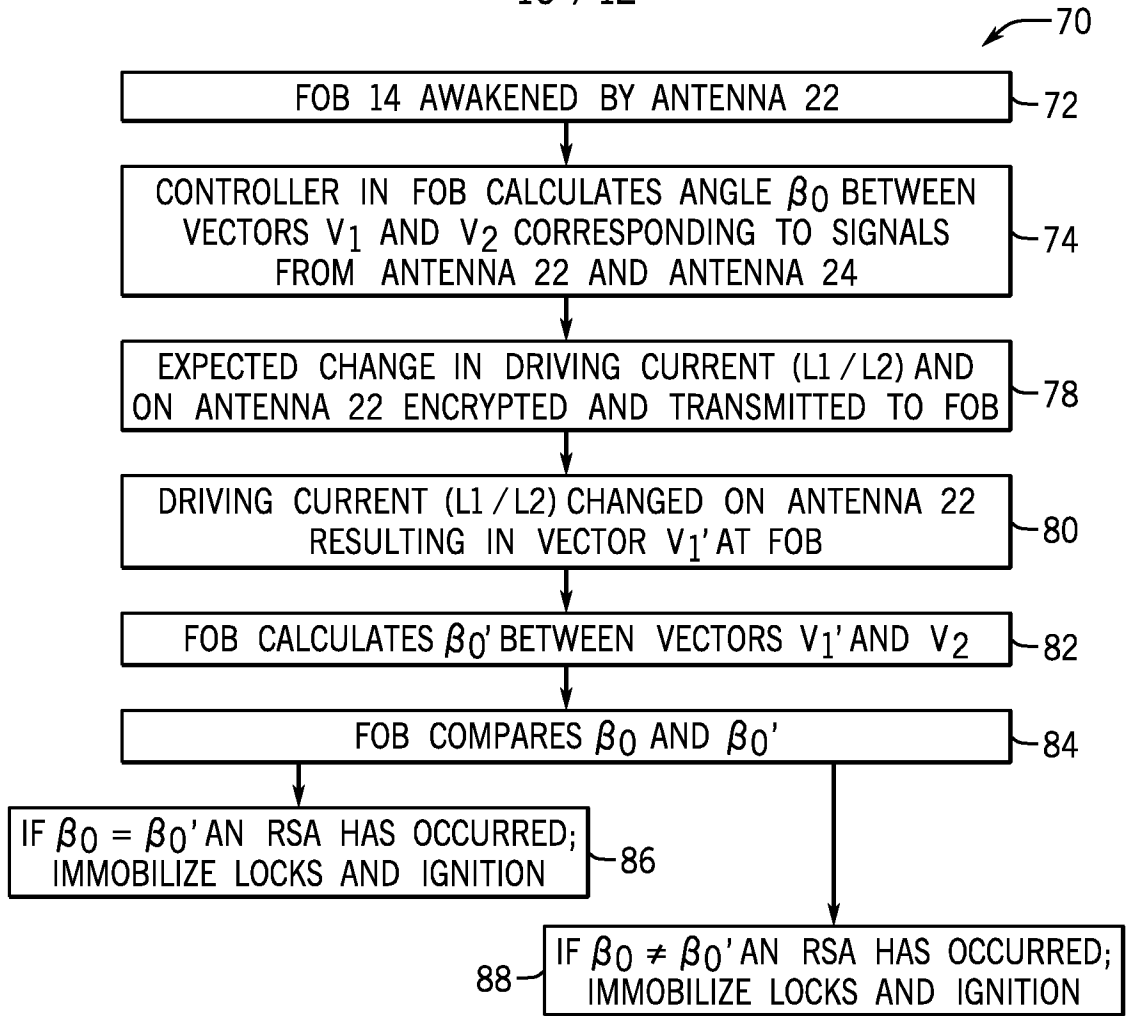 70
FOB 14 AWAKENED BY ANTENNA 22
72
CONTROLLER IN FOB CALCULATES ANGLE β0 BETWEEN
VECTORS V1 AND V2 CORRESPONDING TO SIGNALS
FROM ANTENNA 22 AND ANTENNA 24
74
EXPECTED CHANGE IN DRIVING CURRENT (L1/L2) AND
ON ANTENNA 22 ENCRYPTED AND TRANSMITTED TO FOB
78
DRIVING CURRENT (L1/L2) CHANGED ON ANTENNA 22
RESULTING IN VECTOR V1' AT FOB
80
FOB CALCULATES β0' BETWEEN VECTORS V1' AND V2
82
FOB COMPARES β0 AND β0'
84
IF β0 = β0' AN RSA HAS OCCURRED;
IMMOBILIZE LOCKS AND IGNITION
86
IF β0 ≠ β0' AN RSA HAS OCCURRED;
IMMOBILIZE LOCKS AND IGNITION
88